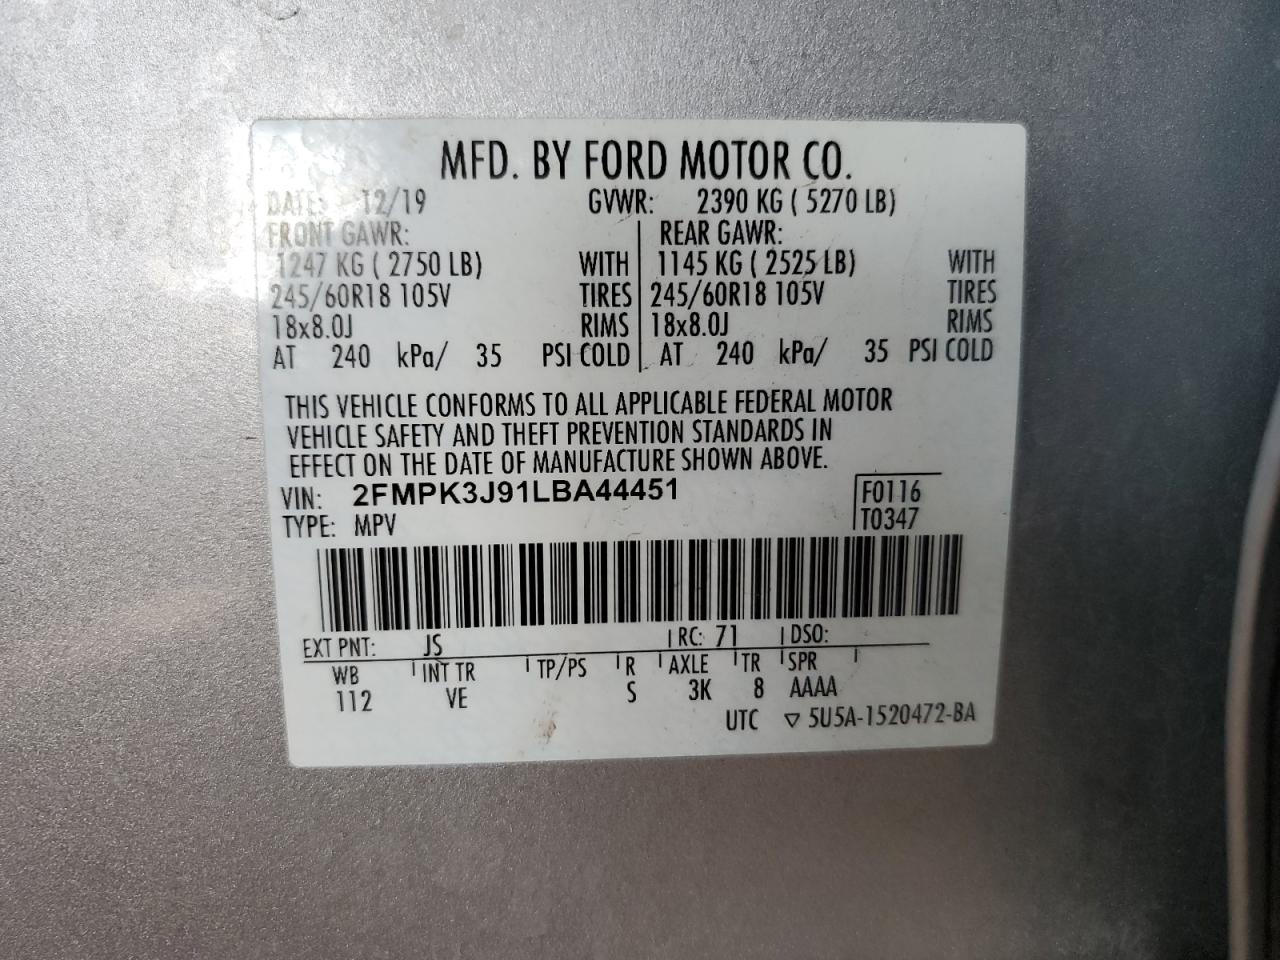 MFD. BY FORD MOTOR CO.
DATE: 12/19 GVWR: 2390 KG ( 5270 LB)
FRONT GAWR: REAR GAWR:
1247 KG ( 2750 LB) WITH 1145 KG ( 2525 LB) WITH
245/60R18 105V TIRES 245/60R18 105V TIRES
18x8.0J RIMS 18x8.0J RIMS
AT 240 kPa/ 35 PSI COLD AT 240 kPa/ 35 PSI COLD
THIS VEHICLE CONFORMS TO ALL APPLICABLE FEDERAL MOTOR
VEHICLE SAFETY AND THEFT PREVENTION STANDARDS IN
EFFECT ON THE DATE OF MANUFACTURE SHOWN ABOVE.
VIN: 2FMPK3J91LBA44451 F0116
TYPE: MPV T0347
EXT PNT: JS RC: 71 DSO:
WB INT TR TP/PS R AXLE TR SPR
112 VE S 3K 8 AAAA
UTC ▽ 5U5A-1520472-BA